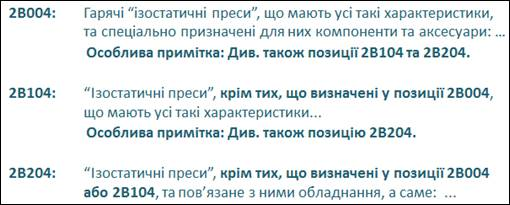 2B004: Гарячі “ізостатичні преси”, що мають усі такі характеристики,
та спеціально призначені для них компоненти та аксесуари: ...
Особлива примітка: Див. також позиції 2B104 та 2B204.
2B104: “Ізостатичні преси”, крім тих, що визначені у позиції 2B004,
що мають усі такі характеристики...
Особлива примітка: Див. також позицію 2B204.
2B204: “Ізостатичні преси”, крім тих, що визначені у позиції 2B004
або 2B104, та пов’язане з ними обладнання, а саме: ...